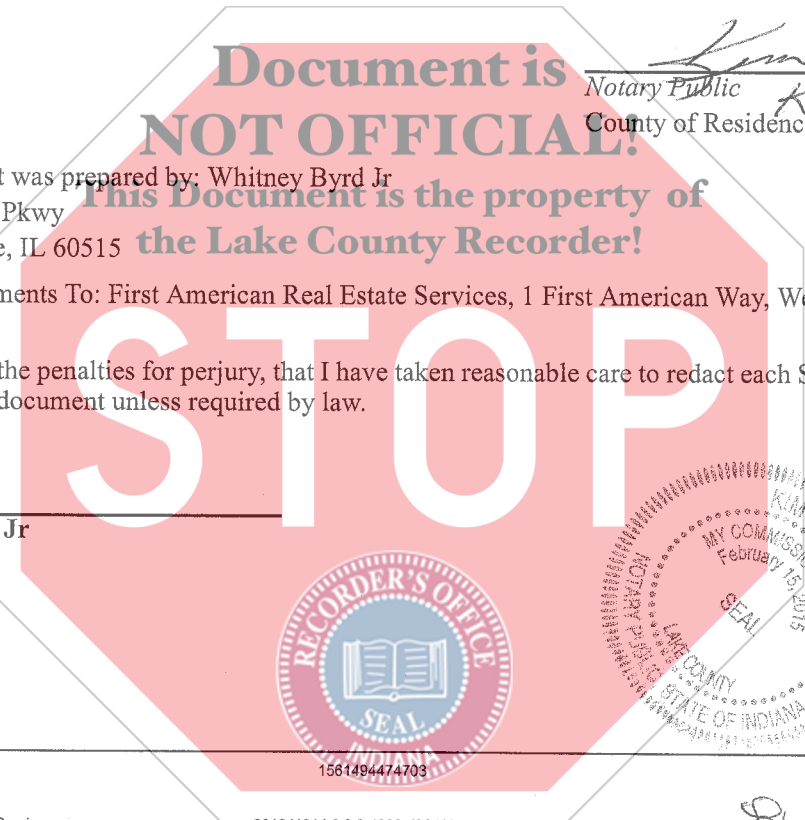 Document is
NOT OFFICIAL!
Notary Public
County of Residenc
t was prepared by: Whitney Byrd Jr
This Document is the property of
Pkwy
e, IL 60515
the Lake County Recorder!
ments To: First American Real Estate Services, 1 First American Way, We
the penalties for perjury, that I have taken reasonable care to redact each S
document unless required by law.
STOP
Jr
MY COMMISSIO
February 15, 2015
NOTARY PUBLIC
SEAL
LAKE COUNTY
STATE OF INDIANA
RECORDER'S OFFICE
SEAL
INDIANA
1561494474703